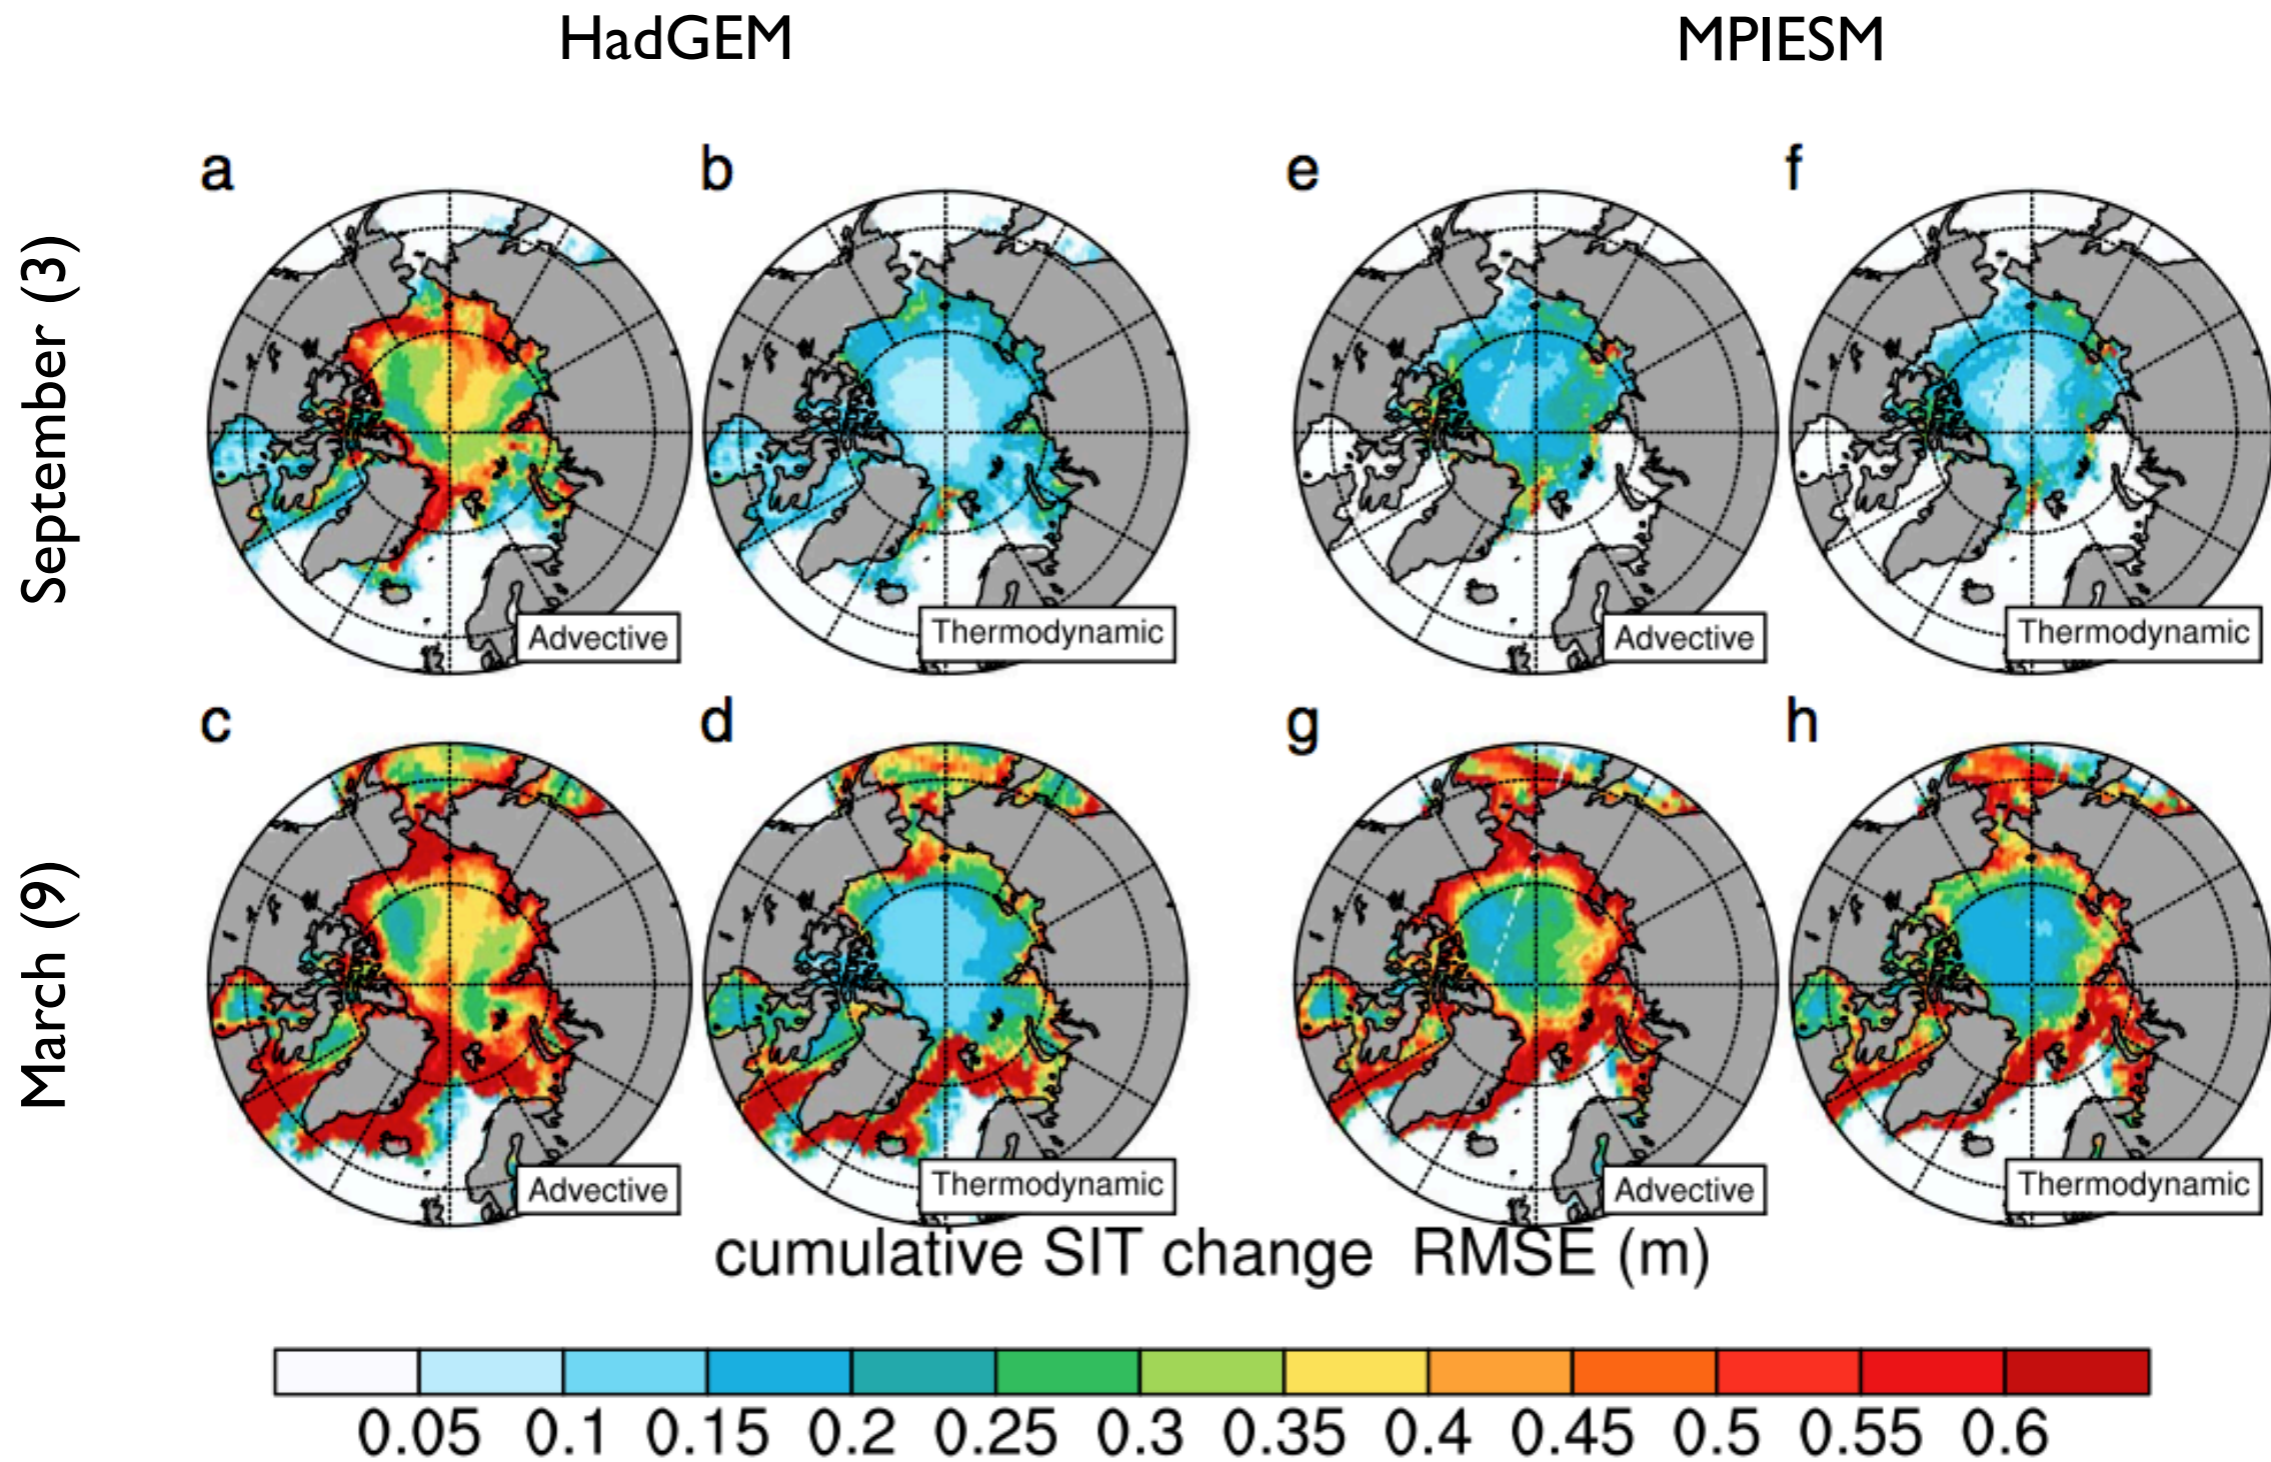 HadGEM MPIESM
September (3)
a b e f
Advective Thermodynamic Advective Thermodynamic
March (9)
c d g h
Advective Thermodynamic Advective Thermodynamic
cumulative SIT change RMSE (m)
0.05 0.1 0.15 0.2 0.25 0.3 0.35 0.4 0.45 0.5 0.55 0.6